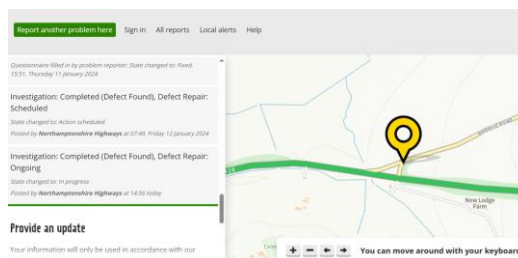 Report another problem here Sign in All reports Local alerts Help
Questionnaire filled in by problem reporter; State changed to: Fixed,
15:51, Thursday 11 January 2024
Investigation: Completed (Defect Found), Defect Repair:
Scheduled
State changed to: Action scheduled
Posted by Northamptonshire Highways at 07:49, Friday 12 January 2024
Investigation: Completed (Defect Found), Defect Repair:
Ongoing
State changed to: In progress
Posted by Northamptonshire Highways at 14:56 today
Provide an update
Your information will only be used in accordance with our
New Lodge
Farm
You can move around with your keyboard